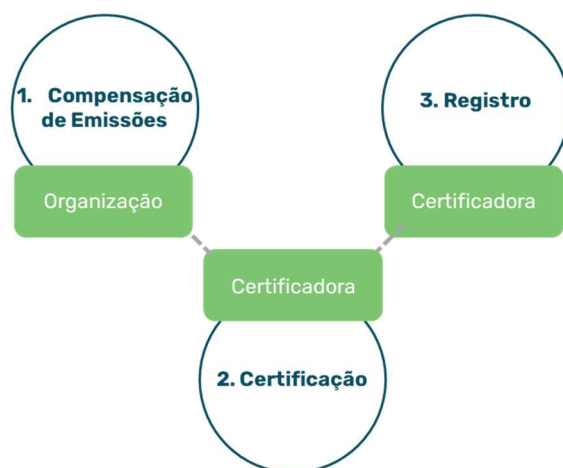 1. Compensação
de Emissões
Organização
3. Registro
Certificadora
Certificadora
2. Certificação